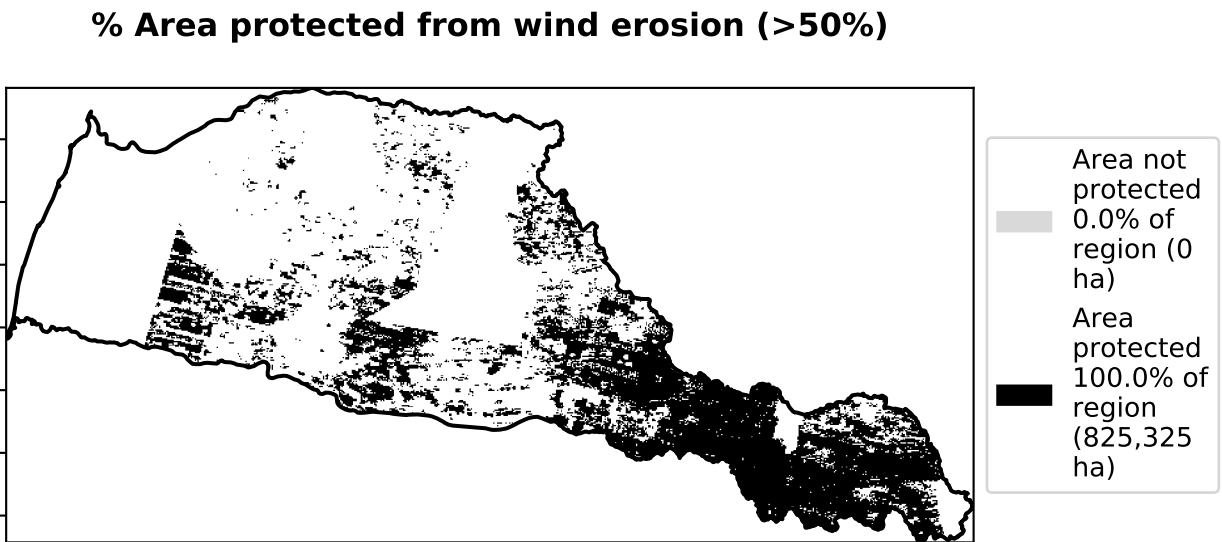 % Area protected from wind erosion (>50%)
Area not
protected
0.0% of
region (0
ha)
Area
protected
100.0% of
region
(825,325
ha)